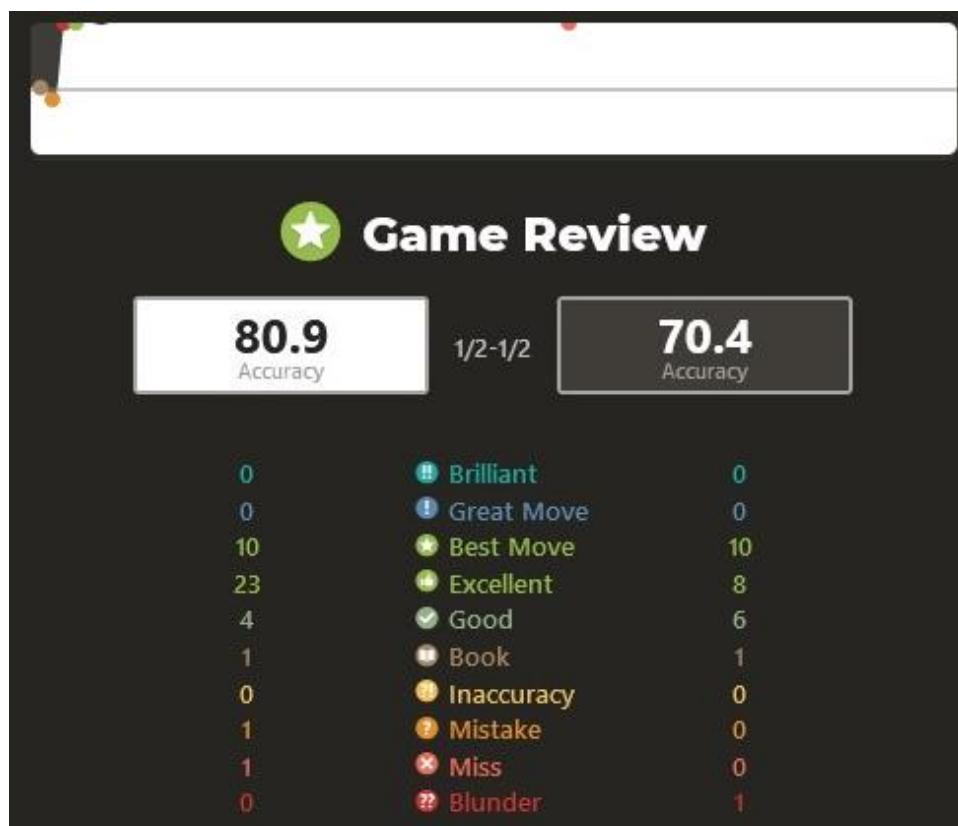 Game Review
80.9 1/2-1/2 70.4
Accuracy Accuracy
0 !! Brilliant 0
0 ! Great Move 0
10 Best Move 10
23 Excellent 8
4 Good 6
1 Book 1
0 ?! Inaccuracy 0
1 ? Mistake 0
1 Miss 0
0 ?? Blunder 1